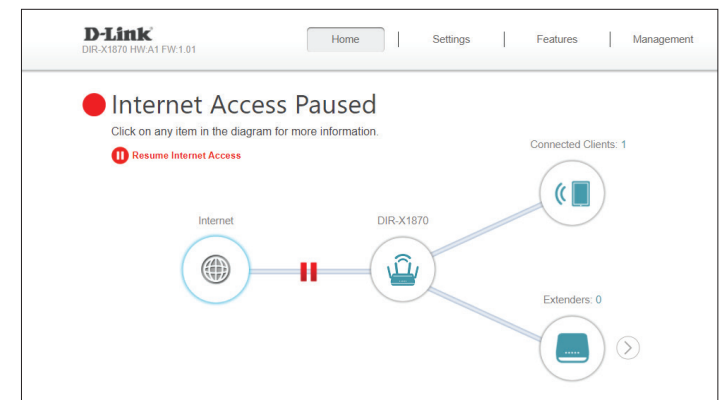 D-Link
DIR-X1870 HW:A1 FW:1.01
Home
Settings
Features
Management
Internet Access Paused
Click on any item in the diagram for more information.
Resume Internet Access
Connected Clients: 1
Internet
DIR-X1870
Extenders: 0